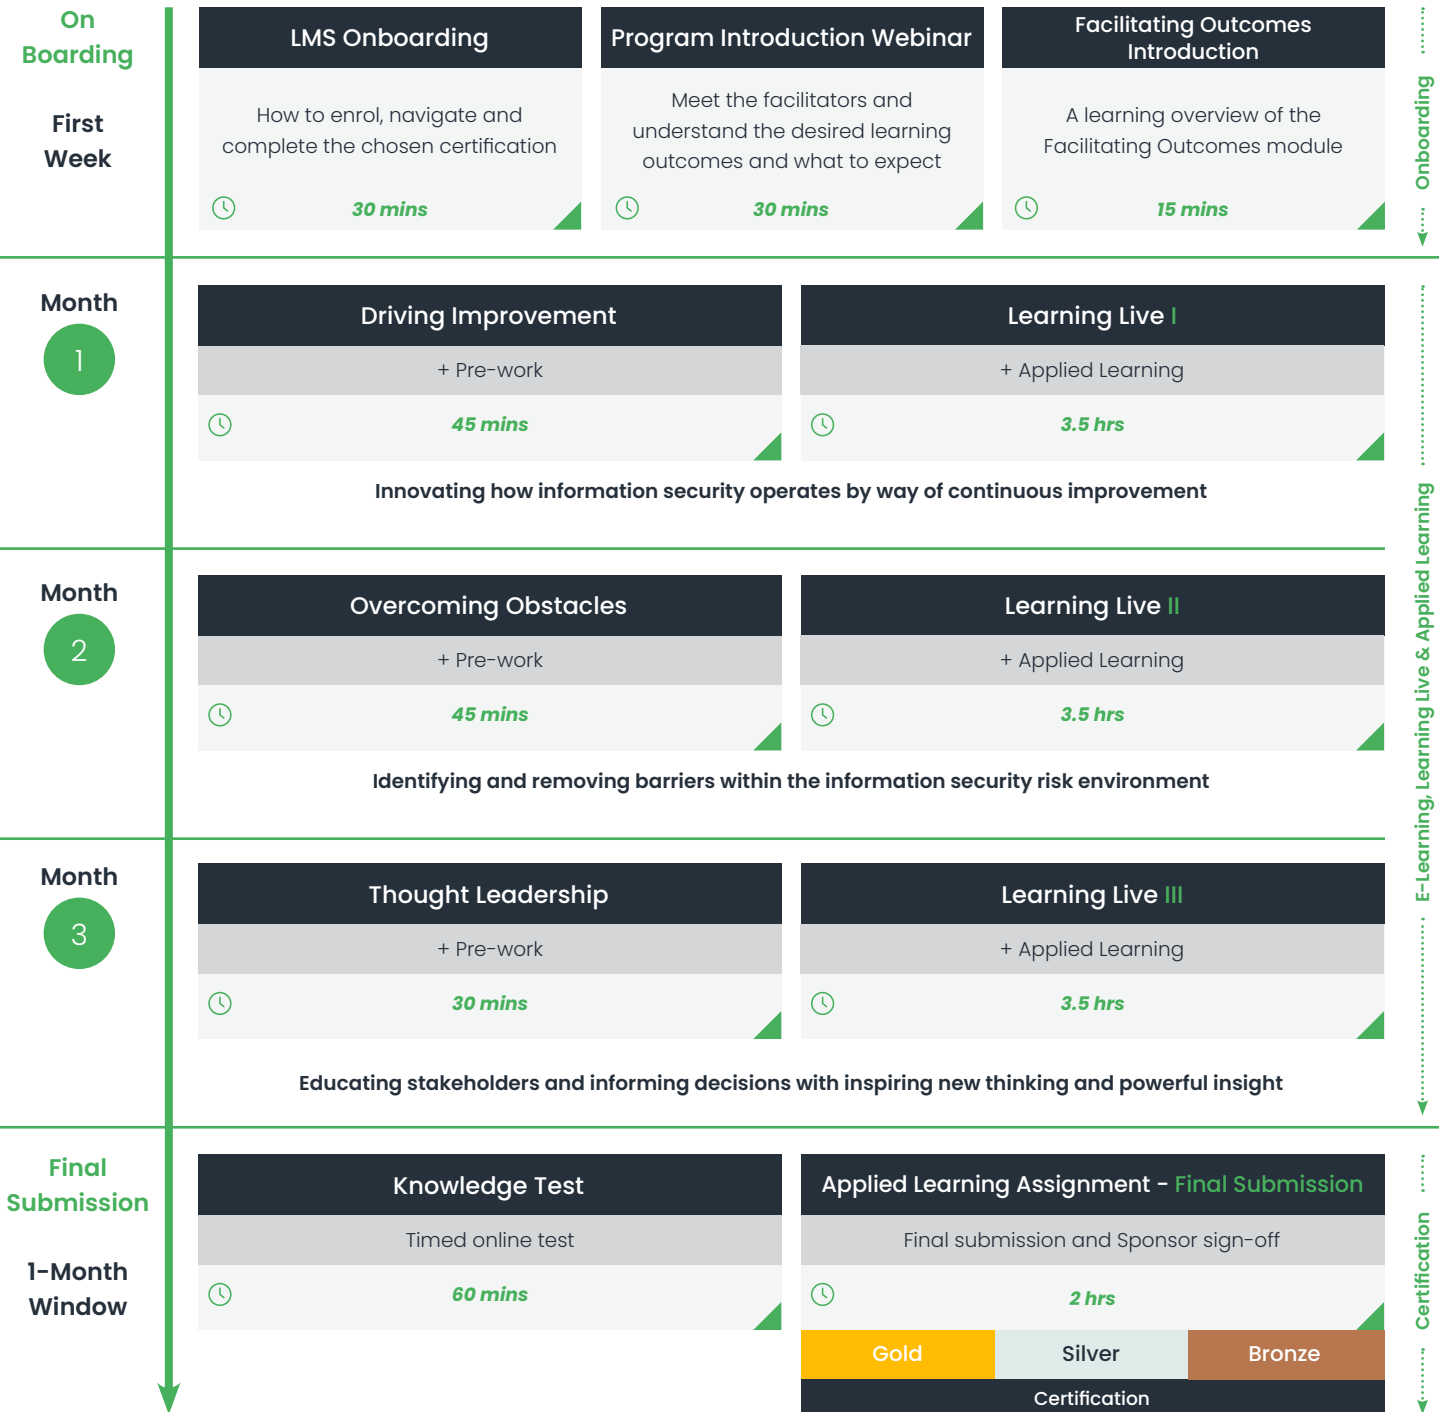 On
Boarding
First
Week
LMS Onboarding
How to enrol, navigate and
complete the chosen certification
30 mins
Program Introduction Webinar
Meet the facilitators and
understand the desired learning
outcomes and what to expect
30 mins
Facilitating Outcomes
Introduction
A learning overview of the
Facilitating Outcomes module
15 mins
Onboarding
Month
1
Driving Improvement
+ Pre-work
45 mins
Learning Live I
+ Applied Learning
3.5 hrs
Innovating how information security operates by way of continuous improvement
Month
2
Overcoming Obstacles
+ Pre-work
45 mins
Learning Live II
+ Applied Learning
3.5 hrs
Identifying and removing barriers within the information security risk environment
Month
3
Thought Leadership
+ Pre-work
30 mins
Learning Live III
+ Applied Learning
3.5 hrs
Educating stakeholders and informing decisions with inspiring new thinking and powerful insight
E-Learning, Learning Live & Applied Learning
Final
Submission
1-Month
Window
Knowledge Test
Timed online test
60 mins
Applied Learning Assignment - Final Submission
Final submission and Sponsor sign-off
2 hrs
Gold
Silver
Bronze
Certification
Certification